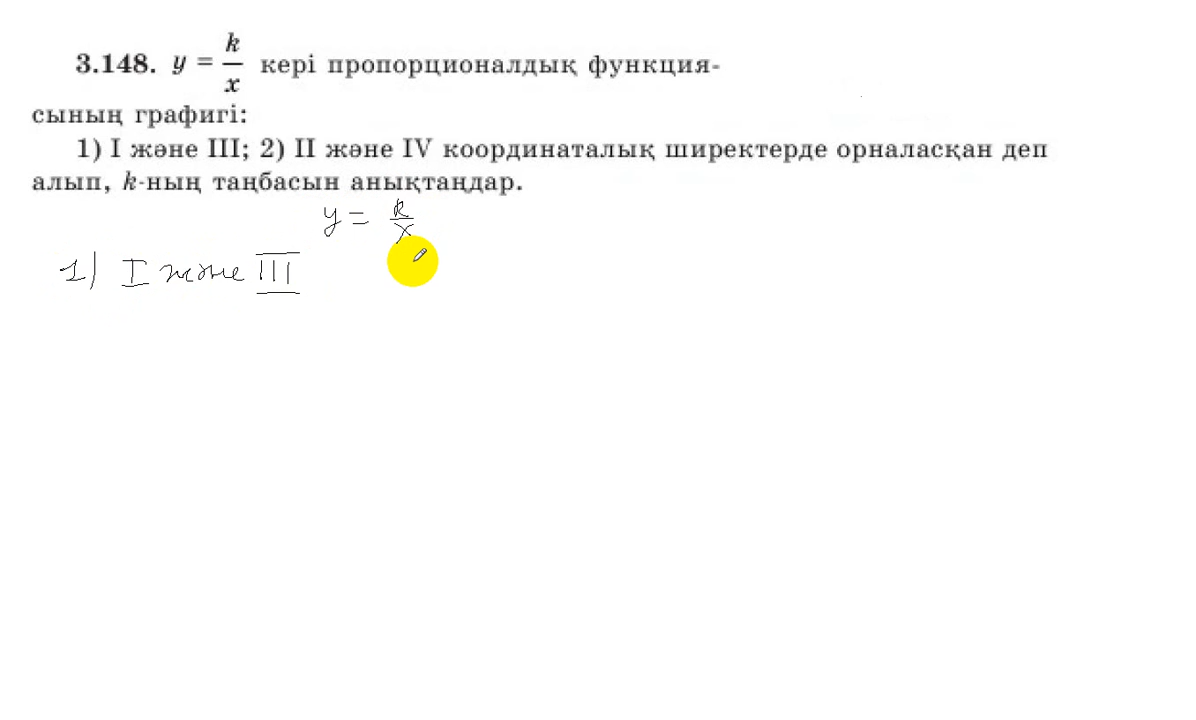 3.148. y = k/x кері пропорционалдық функция-
сының графигі:
1) I және III; 2) II және IV координаталық ширектерде орналасқан деп
алып, k-ның таңбасын анықтаңдар.
y = k/x
1) I және III